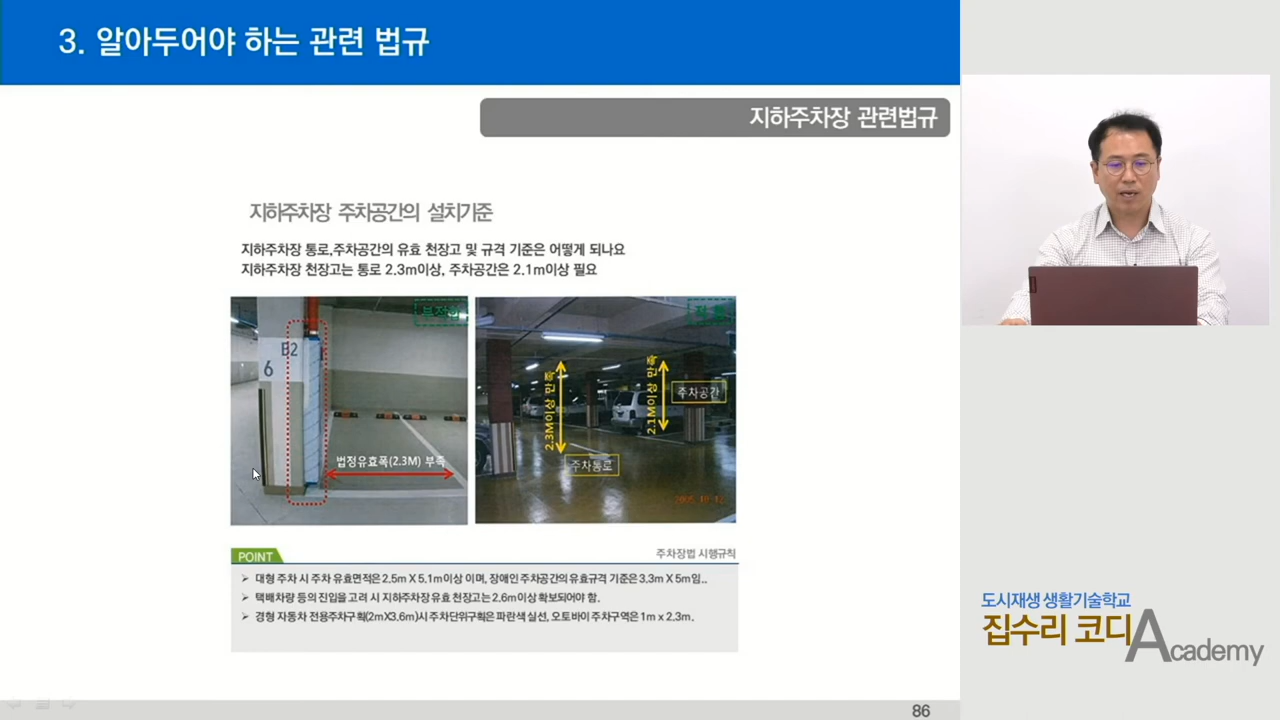 3. 알아두어야 하는 관련 법규
지하주차장 관련법규
지하주차장 주차공간의 설치기준
지하주차장 통로,주차공간의 유효 천장고 및 규격 기준은 어떻게 되나요
지하주차장 천장고는 통로 2.3m이상, 주차공간은 2.1m이상 필요
부적합
B2
6
법정유효폭(2.3M) 부족
적 합
2.3M이상 만족
2.1M이상 만족
주차공간
주차통로
2005.10.12.
POINT
주차장법 시행규칙
➢ 대형 주차 시 주차 유효면적은 2.5m X 5.1m이상 이며, 장애인 주차공간의 유효규격 기준은 3.3m X 5m임..
➢ 택배차량 등의 진입을 고려 시 지하주차장 유효 천장고는 2.6m이상 확보되어야 함.
➢ 경형 자동차 전용주차구획(2mX3.6m)시 주차단위구획은 파란색 실선, 오토바이 주차구역은 1m x 2.3m.
86
도시재생 생활기술학교
집수리 코디 Academy